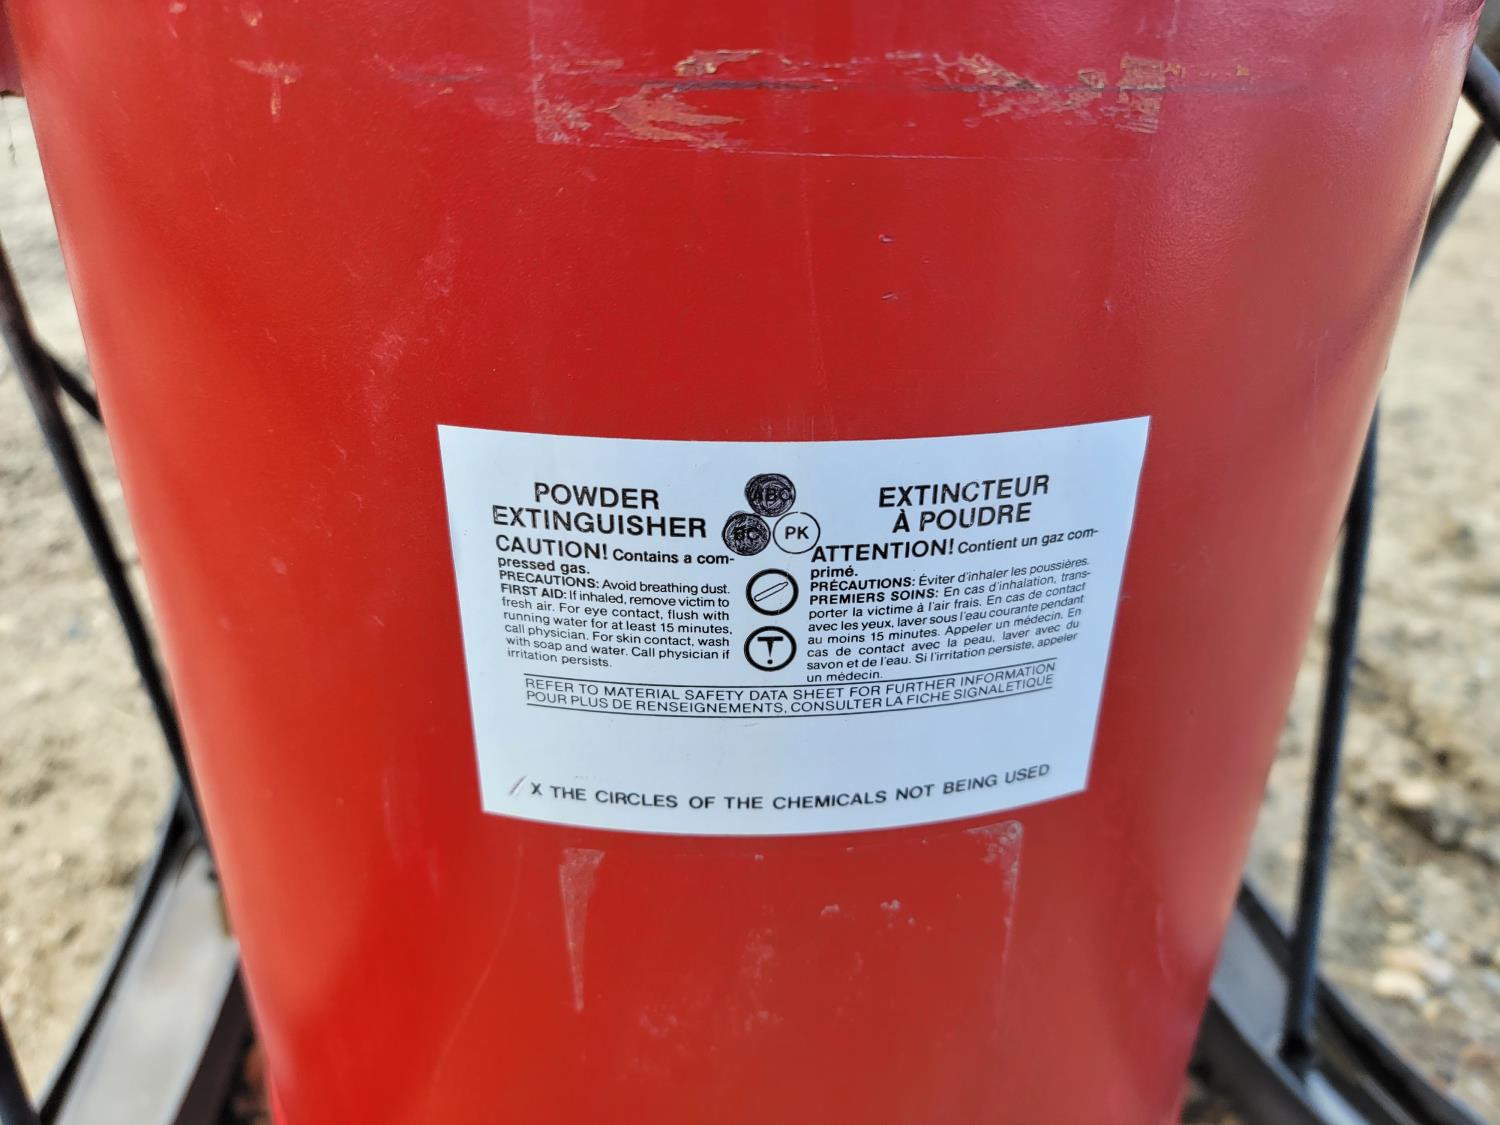 POWDER
EXTINGUISHER
CAUTION! Contains a com-
pressed gas.
PRECAUTIONS: Avoid breathing dust.
FIRST AID: If inhaled, remove victim to
fresh air. For eye contact, flush with
running water for at least 15 minutes,
call physician. For skin contact, wash
with soap and water. Call physician if
irritation persists.
ABC
BC
PK
EXTINCTEUR
À POUDRE
ATTENTION! Contient un gaz com-
primé.
PRÉCAUTIONS: Éviter d'inhaler les poussières.
PREMIERS SOINS: En cas d'inhalation, trans-
porter la victime à l'air frais. En cas de contact
avec les yeux, laver sous l'eau courante pendant
au moins 15 minutes. Appeler un médecin. En
cas de contact avec la peau, laver avec du
savon et de l'eau. Si l'irritation persiste, appeler
un médecin.
REFER TO MATERIAL SAFETY DATA SHEET FOR FURTHER INFORMATION
POUR PLUS DE RENSEIGNEMENTS, CONSULTER LA FICHE SIGNALETIQUE
X THE CIRCLES OF THE CHEMICALS NOT BEING USED